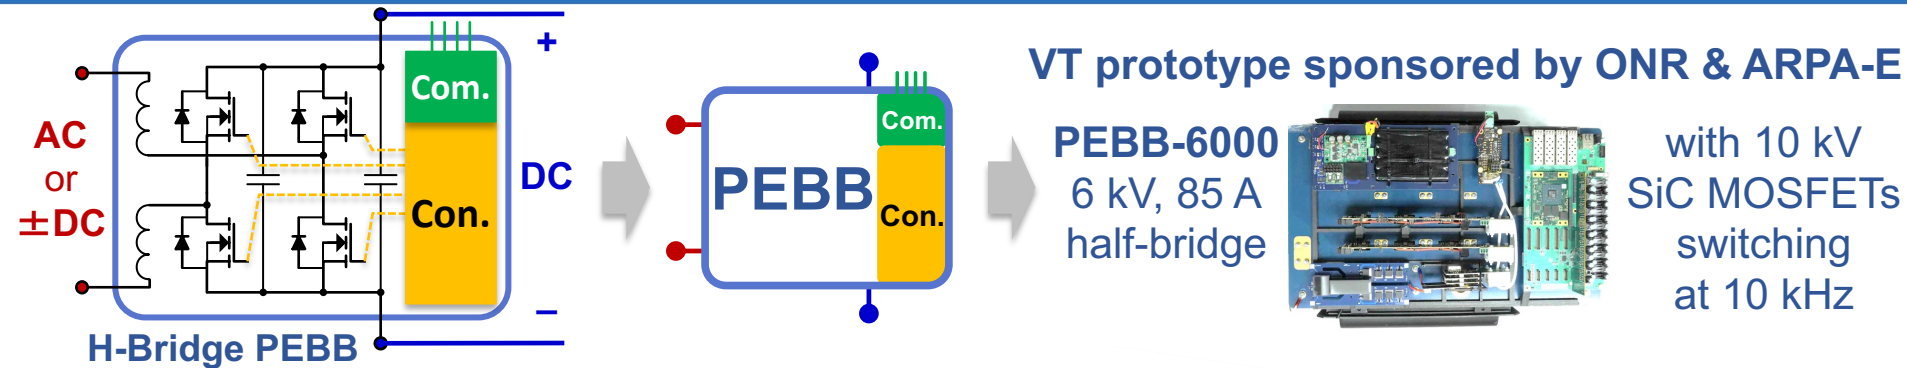 AC
or
±DC
Com.
Con.
+
DC
–
H-Bridge PEBB
PEBB
Com.
Con.
VT prototype sponsored by ONR & ARPA-E
PEBB-6000
6 kV, 85 A
half-bridge
with 10 kV
SiC MOSFETs
switching
at 10 kHz